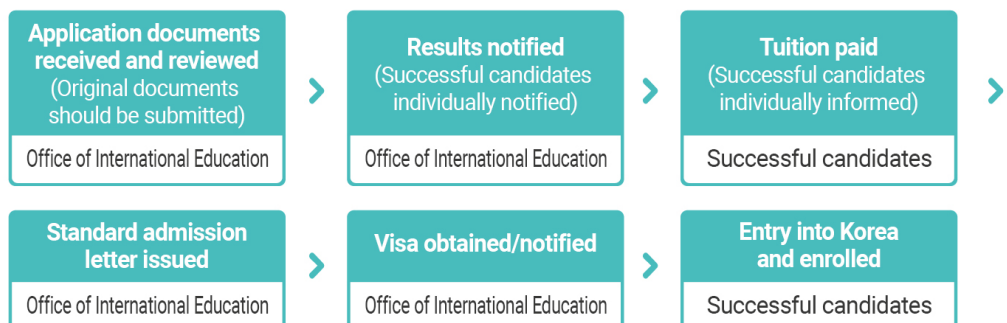 Application documents
received and reviewed
(Original documents
should be submitted)
Office of International Education
Results notified
(Successful candidates
individually notified)
Office of International Education
Tuition paid
(Successful candidates
individually informed)
Successful candidates
Standard admission
letter issued
Office of International Education
Visa obtained/notified
Office of International Education
Entry into Korea
and enrolled
Successful candidates